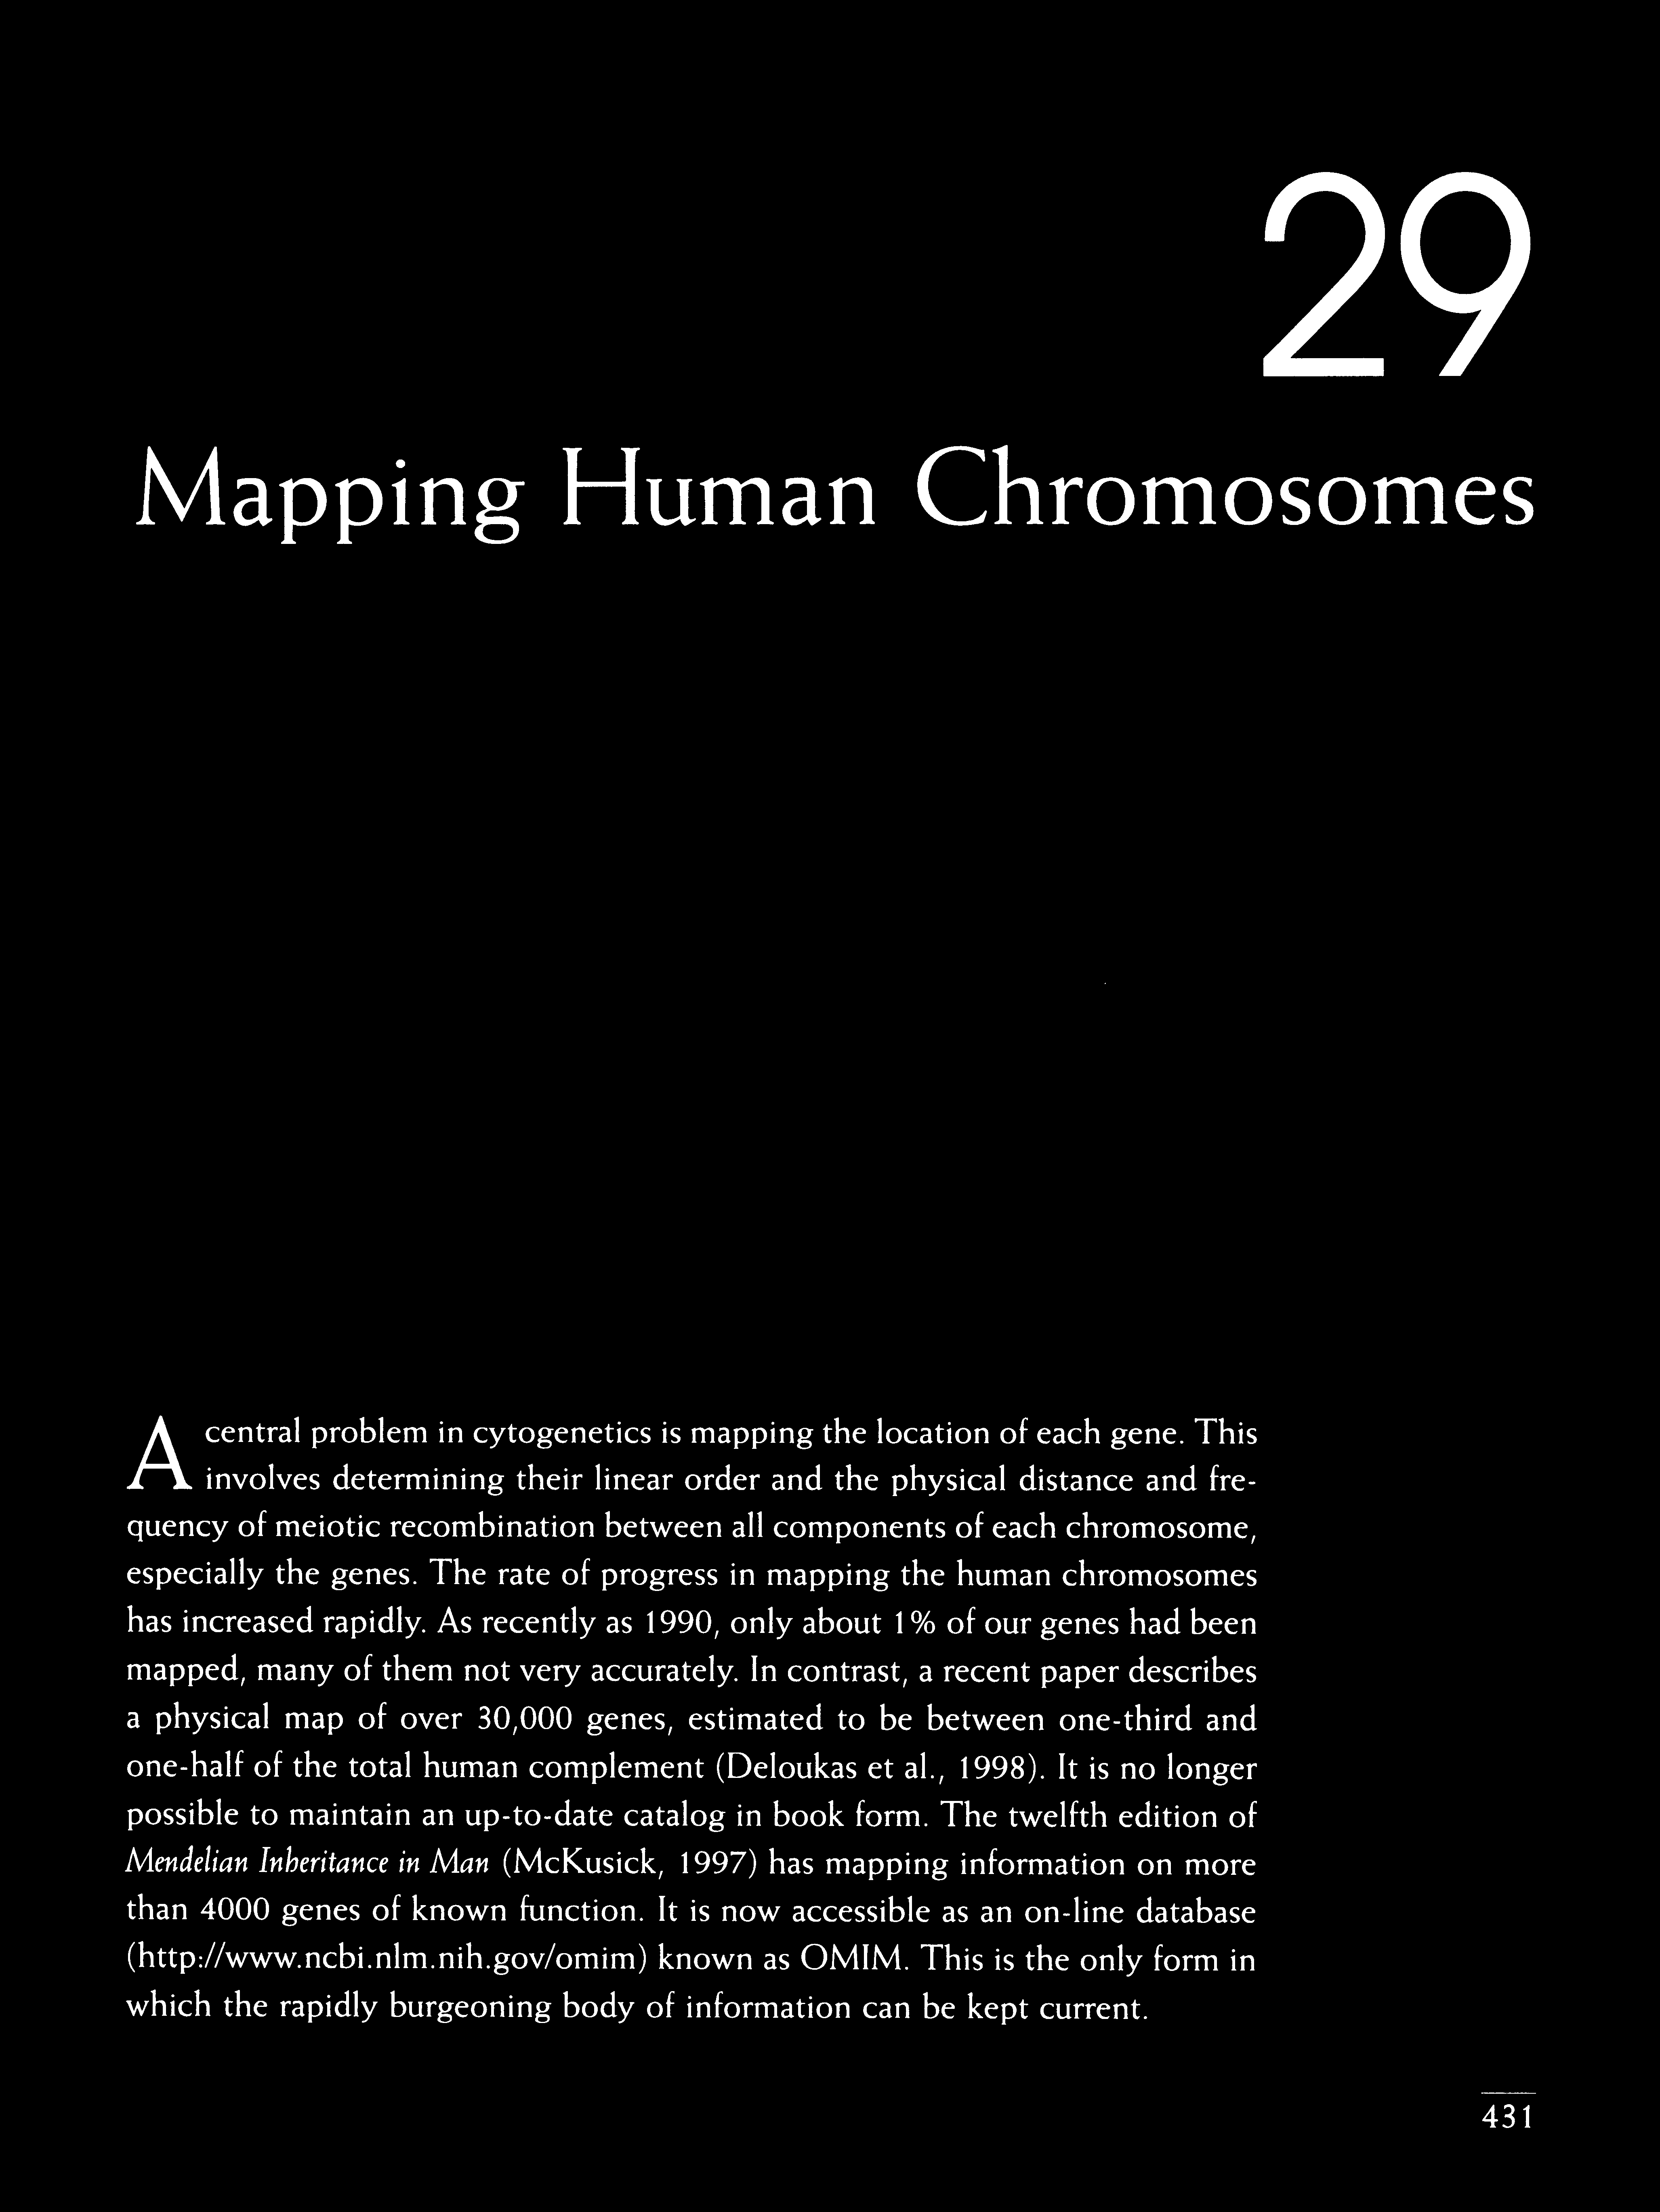 29
Mapping Human Chromosomes
A central problem in cytogenetics is mapping the location of each gene. This
involves determining their linear order and the physical distance and fre-
quency of meiotic recombination between all components of each chromosome,
especially the genes. The rate of progress in mapping the human chromosomes
has increased rapidly. As recently as 1990, only about 1% of our genes had been
mapped, many of them not very accurately. In contrast, a recent paper describes
a physical map of over 30,000 genes, estimated to be between one-third and
one-half of the total human complement (Deloukas et al., 1998). It is no longer
possible to maintain an up-to-date catalog in book form. The twelfth edition of
Mendelian Inheritance in Man (McKusick, 1997) has mapping information on more
than 4000 genes of known function. It is now accessible as an on-line database
(http://www.ncbi.nlm.nih.gov/omim) known as OMIM. This is the only form in
which the rapidly burgeoning body of information can be kept current.
431